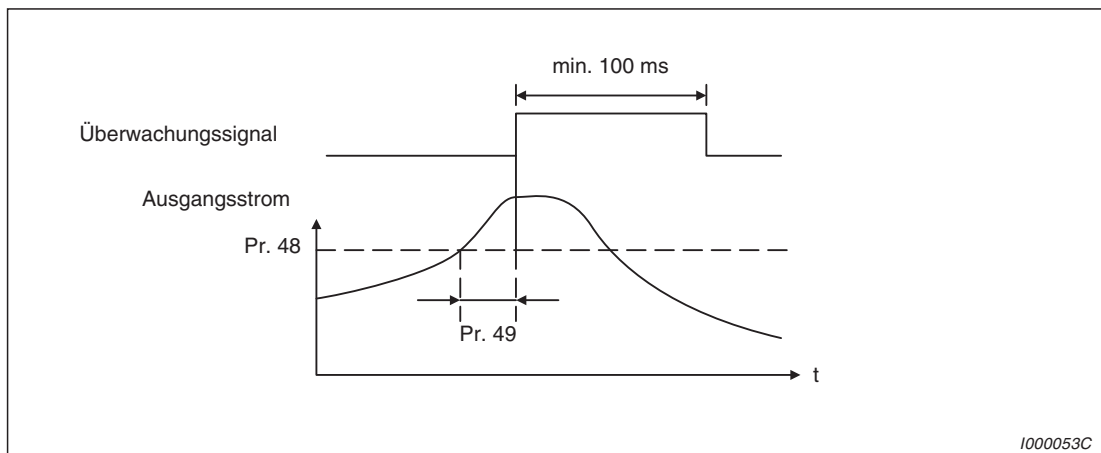 min. 100 ms
Überwachungssignal
Ausgangsstrom
Pr. 48
Pr. 49
t
I000053C